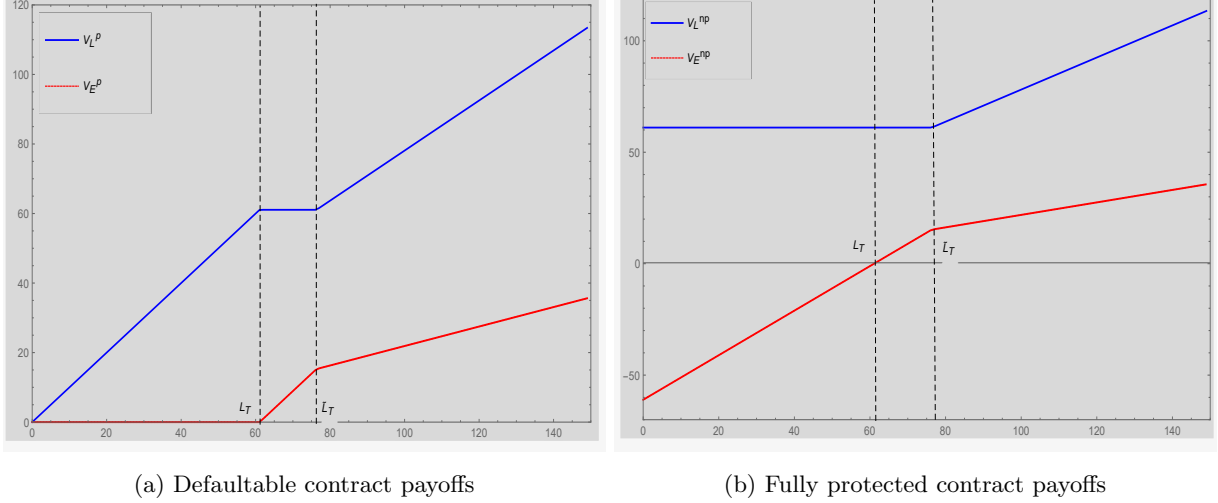 120
V_L^p
V_E^p
100
80
60
40
20
0
L_T
L̄_T
0 20 40 60 80 100 120 140
V_L^np
V_E^np
100
50
L_T
L̄_T
0
−50
0 20 40 60 80 100 120 140
(a) Defaultable contract payoffs
(b) Fully protected contract payoffs